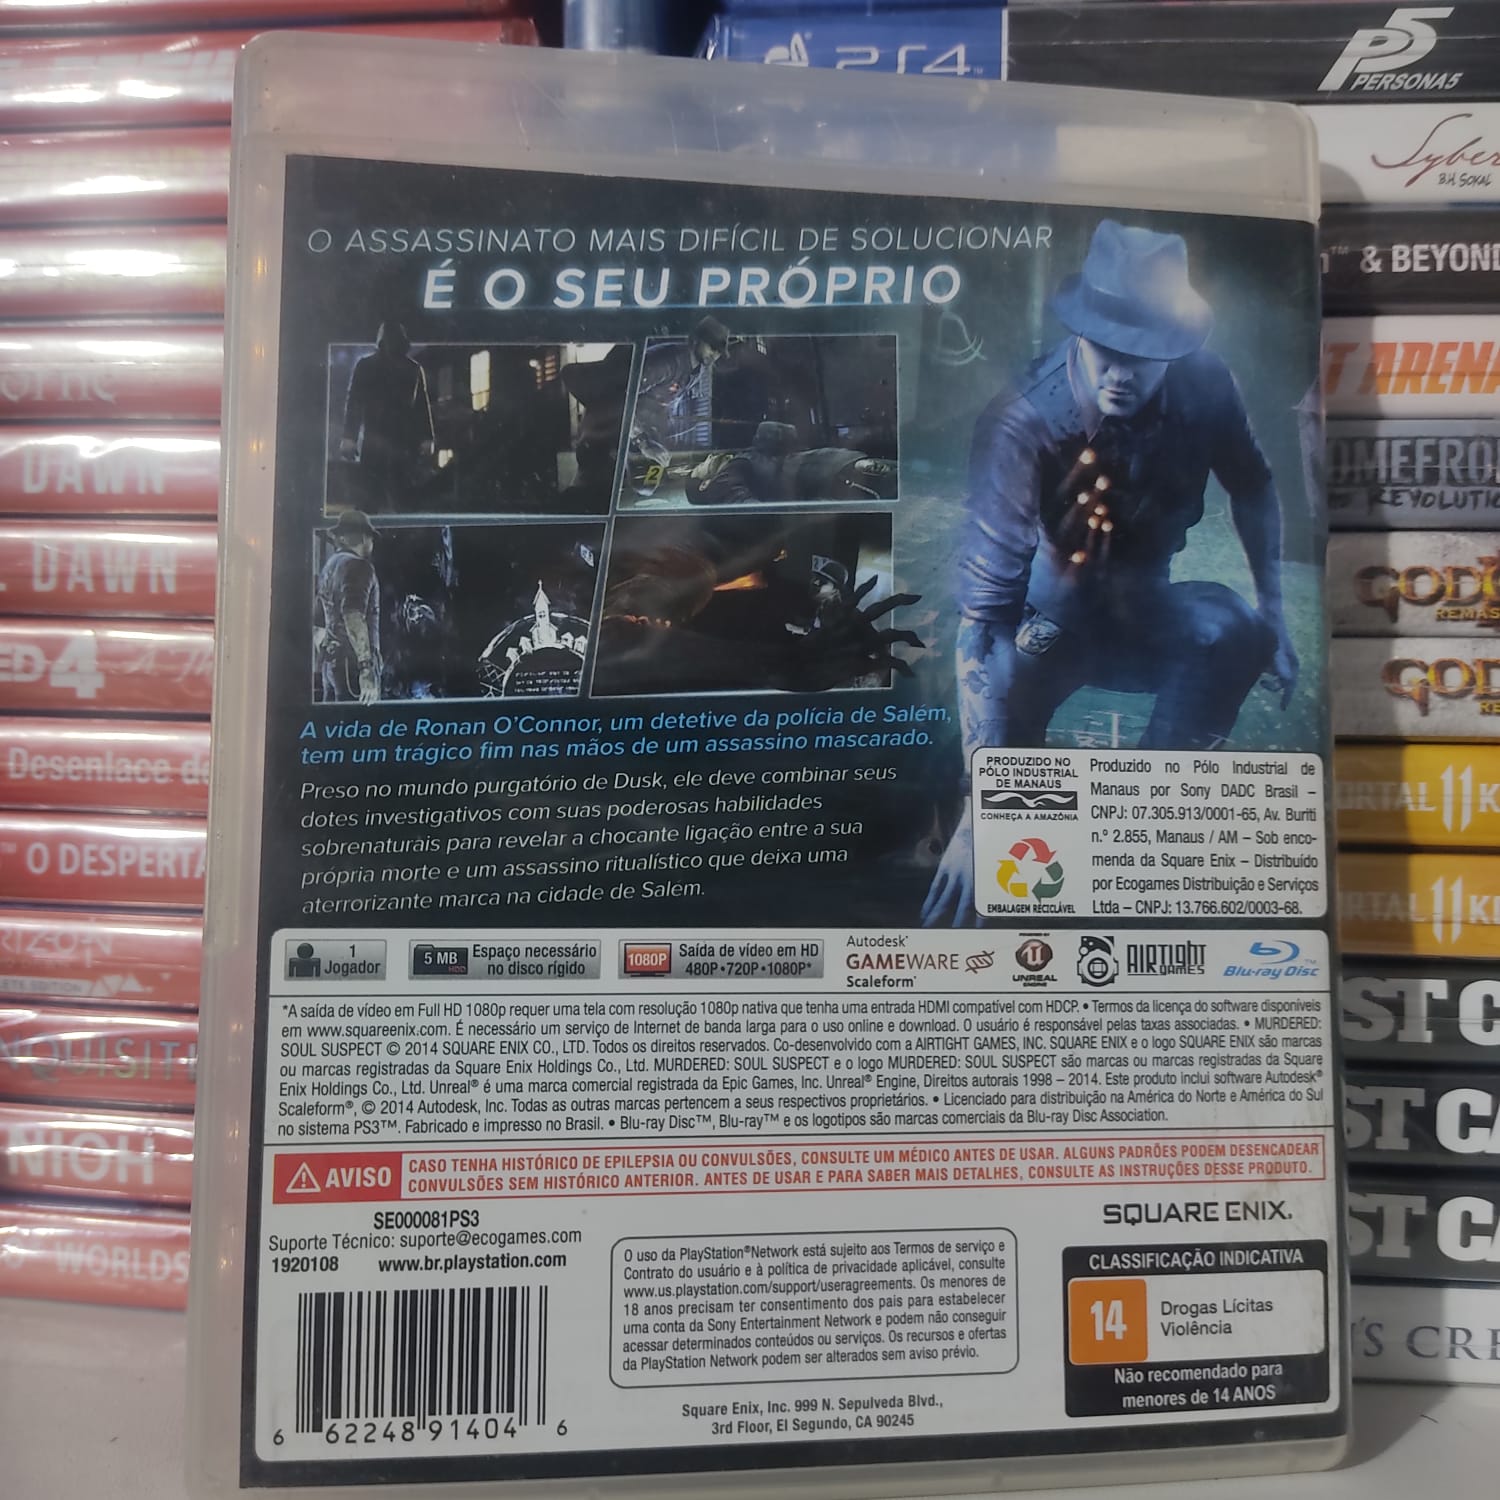 PS4
P5
PERSONA5
Syber
B.H. SOKAL
& BEYOND
ARENA
REVOLUTIO
GOD
REMAS
GOD
11
11
DAWN
DAWN
4
Desenlace de
O DESPERTA
NIOH
WORLDS
O ASSASSINATO MAIS DIFÍCIL DE SOLUCIONAR
É O SEU PRÓPRIO
A vida de Ronan O'Connor, um detetive da polícia de Salém,
tem um trágico fim nas mãos de um assassino mascarado.
Preso no mundo purgatório de Dusk, ele deve combinar seus
dotes investigativos com suas poderosas habilidades
sobrenaturais para revelar a chocante ligação entre a sua
própria morte e um assassino ritualístico que deixa uma
aterrorizante marca na cidade de Salém.
PRODUZIDO NO
PÓLO INDUSTRIAL
DE MANAUS
CONHEÇA A AMAZÔNIA
EMBALAGEM RECICLÁVEL
Produzido no Pólo Industrial de
Manaus por Sony DADC Brasil –
CNPJ: 07.305.913/0001-65, Av. Buriti
n.º 2.855, Manaus / AM – Sob enco-
menda da Square Enix – Distribuído
por Ecogames Distribuição e Serviços
Ltda – CNPJ: 13.766.602/0003-68.
1
Jogador
5 MB
HDD
Espaço necessário
no disco rígido
1080P
Saída de vídeo em HD
480P•720P•1080P*
Autodesk®
GAMEWARE
Scaleform®
POWERED BY
UNREAL
ENGINE
AIRTIGHT
GAMES
Blu-ray Disc™
*A saída de vídeo em Full HD 1080p requer uma tela com resolução 1080p nativa que tenha uma entrada HDMI compatível com HDCP. • Termos da licença do software disponíveis
em www.squareenix.com. É necessário um serviço de Internet de banda larga para o uso online e download. O usuário é responsável pelas taxas associadas. • MURDERED:
SOUL SUSPECT © 2014 SQUARE ENIX CO., LTD. Todos os direitos reservados. Co-desenvolvido com a AIRTIGHT GAMES, INC. SQUARE ENIX e o logo SQUARE ENIX são marcas
ou marcas registradas da Square Enix Holdings Co., Ltd. MURDERED: SOUL SUSPECT e o logo MURDERED: SOUL SUSPECT são marcas ou marcas registradas da Square
Enix Holdings Co., Ltd. Unreal® é uma marca comercial registrada da Epic Games, Inc. Unreal® Engine, Direitos autorais 1998 – 2014. Este produto inclui software Autodesk®
Scaleform®, © 2014 Autodesk, Inc. Todas as outras marcas pertencem a seus respectivos proprietários. • Licenciado para distribuição na América do Norte e América do Sul
no sistema PS3™. Fabricado e impresso no Brasil. • Blu-ray Disc™, Blu-ray™ e os logotipos são marcas comerciais da Blu-ray Disc Association.
AVISO
CASO TENHA HISTÓRICO DE EPILEPSIA OU CONVULSÕES, CONSULTE UM MÉDICO ANTES DE USAR. ALGUNS PADRÕES PODEM DESENCADEAR
CONVULSÕES SEM HISTÓRICO ANTERIOR. ANTES DE USAR E PARA SABER MAIS DETALHES, CONSULTE AS INSTRUÇÕES DESSE PRODUTO.
SE000081PS3
Suporte Técnico: suporte@ecogames.com
1920108 www.br.playstation.com
6 62248 91404 6
O uso da PlayStation®Network está sujeito aos Termos de serviço e
Contrato do usuário e à política de privacidade aplicável, consulte
www.us.playstation.com/support/useragreements. Os menores de
18 anos precisam ter consentimento dos pais para estabelecer
uma conta da Sony Entertainment Network e podem não conseguir
acessar determinados conteúdos ou serviços. Os recursos e ofertas
da PlayStation Network podem ser alterados sem aviso prévio.
Square Enix, Inc. 999 N. Sepulveda Blvd.,
3rd Floor, El Segundo, CA 90245
SQUARE ENIX.
CLASSIFICAÇÃO INDICATIVA
14
Drogas Lícitas
Violência
Não recomendado para
menores de 14 ANOS